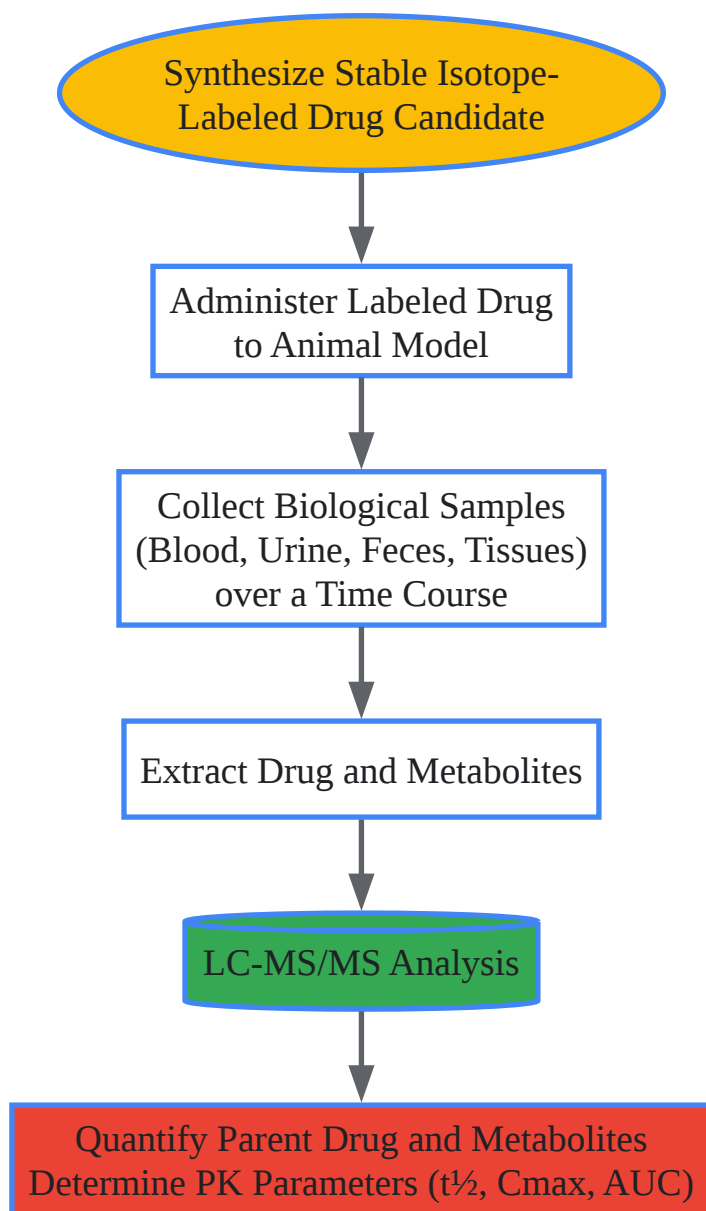 Synthesize Stable Isotope-
Labeled Drug Candidate
Administer Labeled Drug
to Animal Model
Collect Biological Samples
(Blood, Urine, Feces, Tissues)
over a Time Course
Extract Drug and Metabolites
LC-MS/MS Analysis
Quantify Parent Drug and Metabolites
Determine PK Parameters (t½, Cmax, AUC)